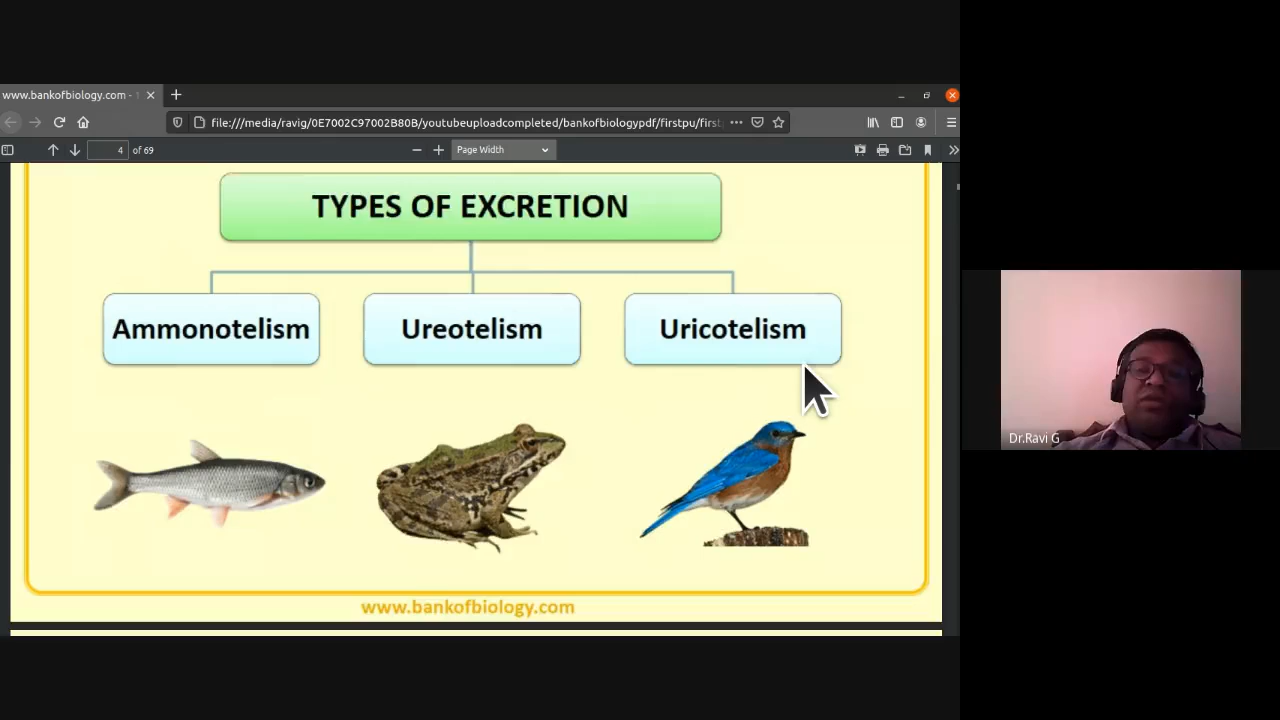 www.bankofbiology.com -
file:///media/ravig/0E7002C97002B80B/youtubeuploadcompleted/bankofbiologypdf/firstpu/first
4 of 69
Page Width
TYPES OF EXCRETION
Ammonotelism Ureotelism Uricotelism
www.bankofbiology.com
Dr.Ravi G